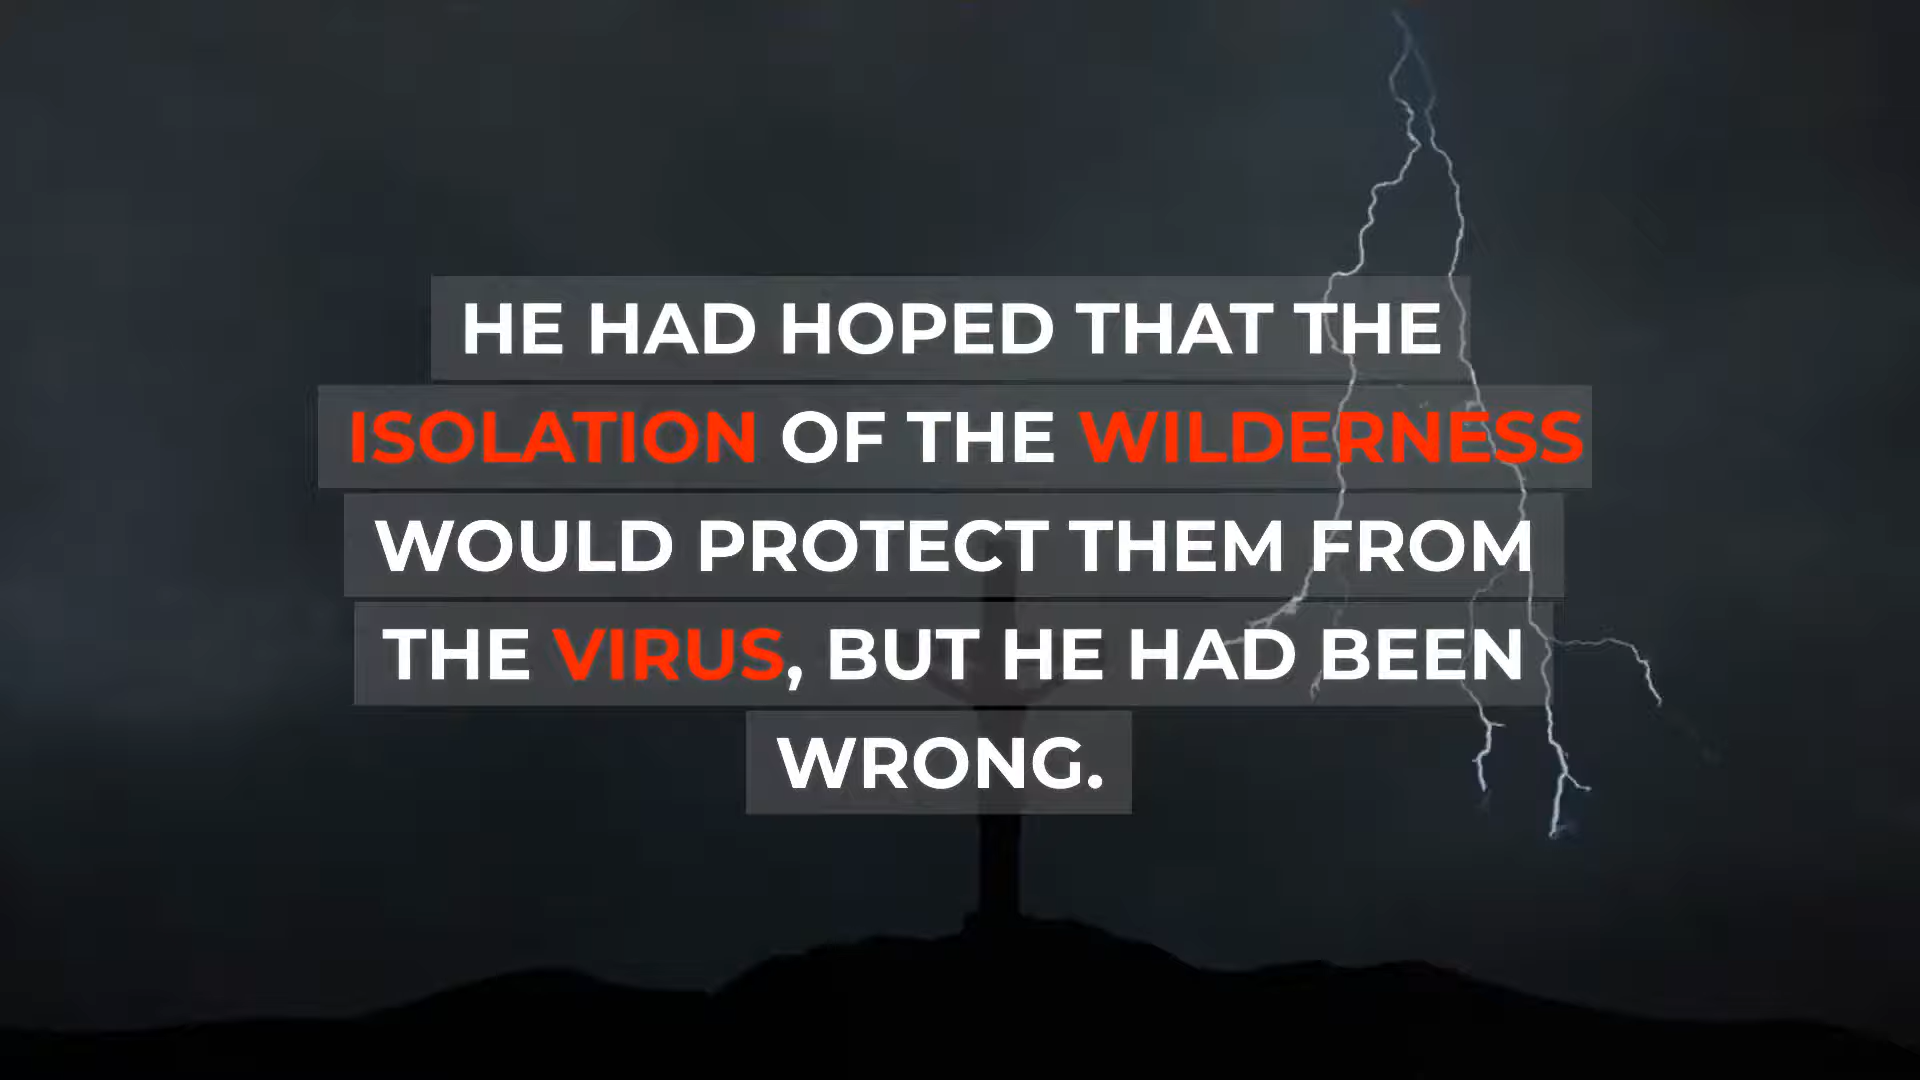 HE HAD HOPED THAT THE
ISOLATION OF THE WILDERNESS
WOULD PROTECT THEM FROM
THE VIRUS, BUT HE HAD BEEN
WRONG.